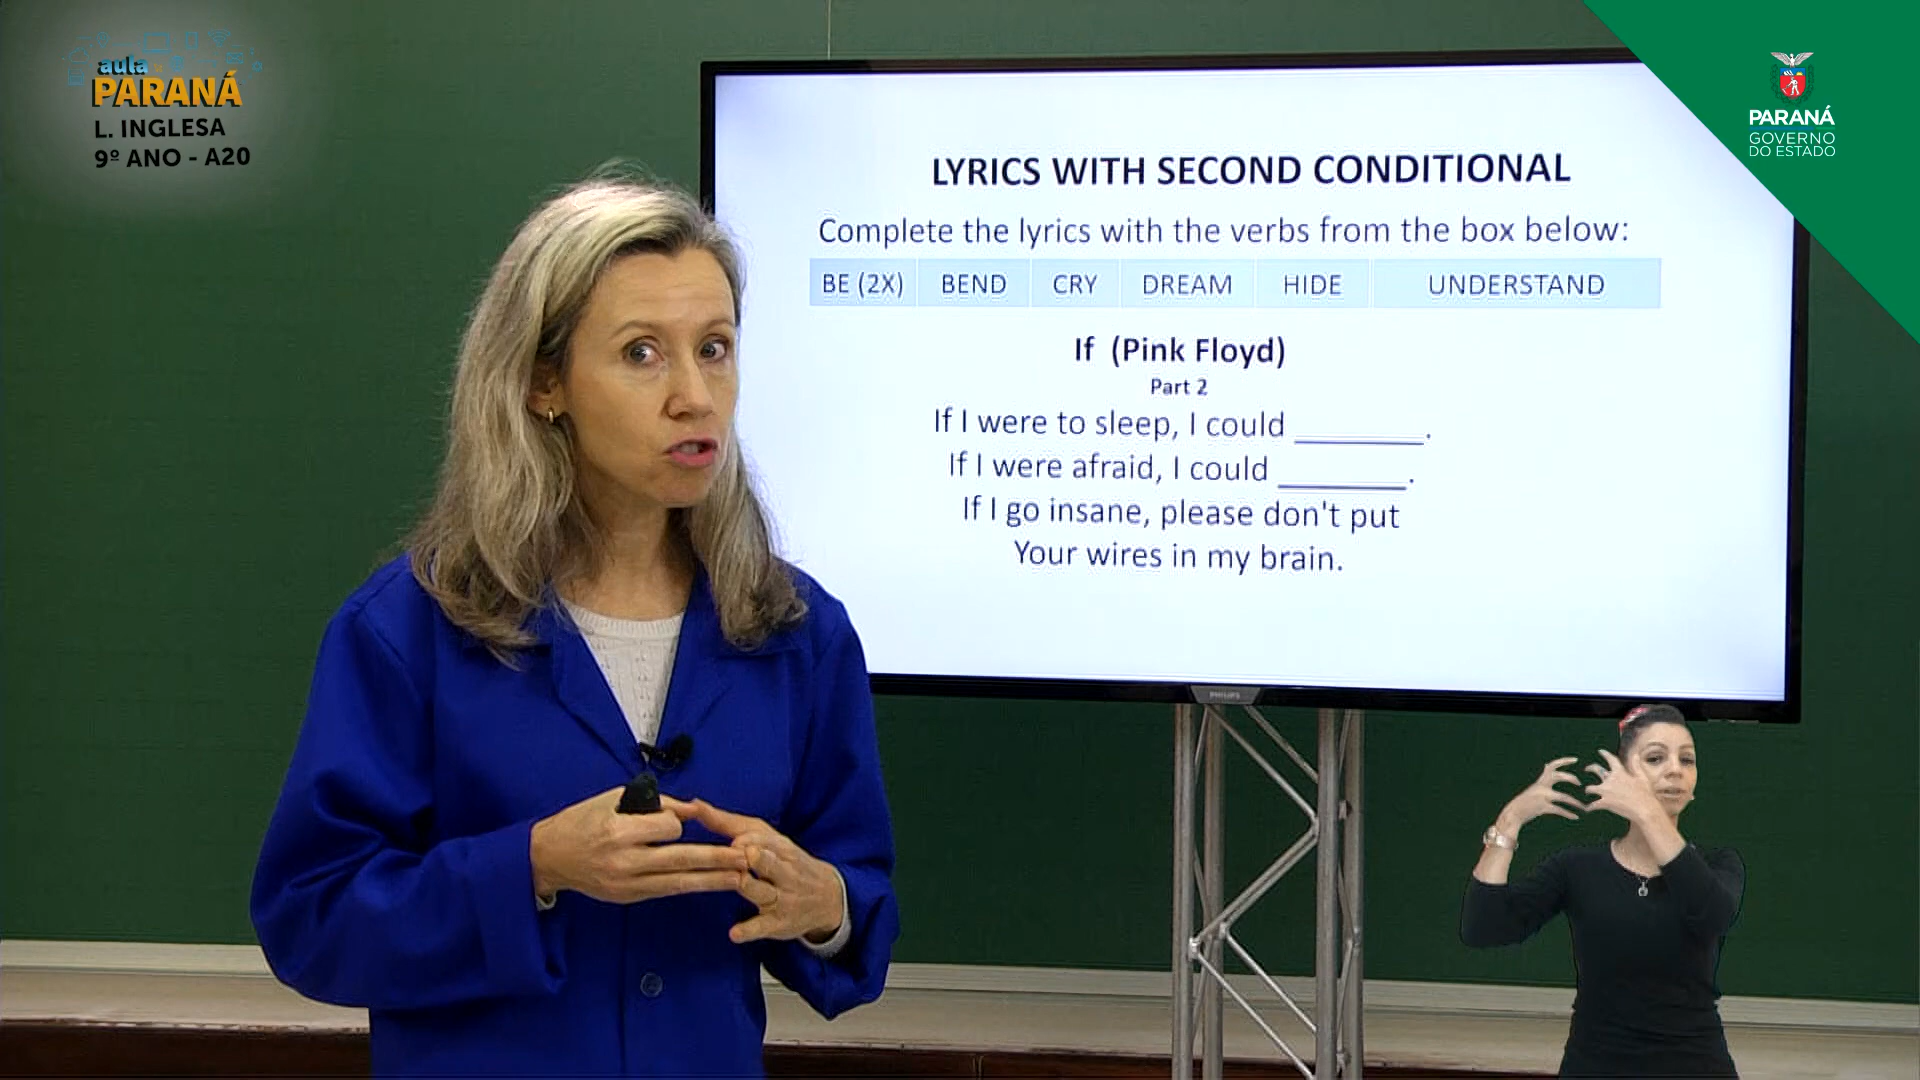 aula
PARANÁ
L. INGLESA
9º ANO - A20
PARANÁ
GOVERNO
DO ESTADO
LYRICS WITH SECOND CONDITIONAL
Complete the lyrics with the verbs from the box below:
BE (2X) BEND CRY DREAM HIDE UNDERSTAND
If (Pink Floyd)
Part 2
If I were to sleep, I could ________.
If I were afraid, I could ________.
If I go insane, please don't put
Your wires in my brain.
PHILIPS